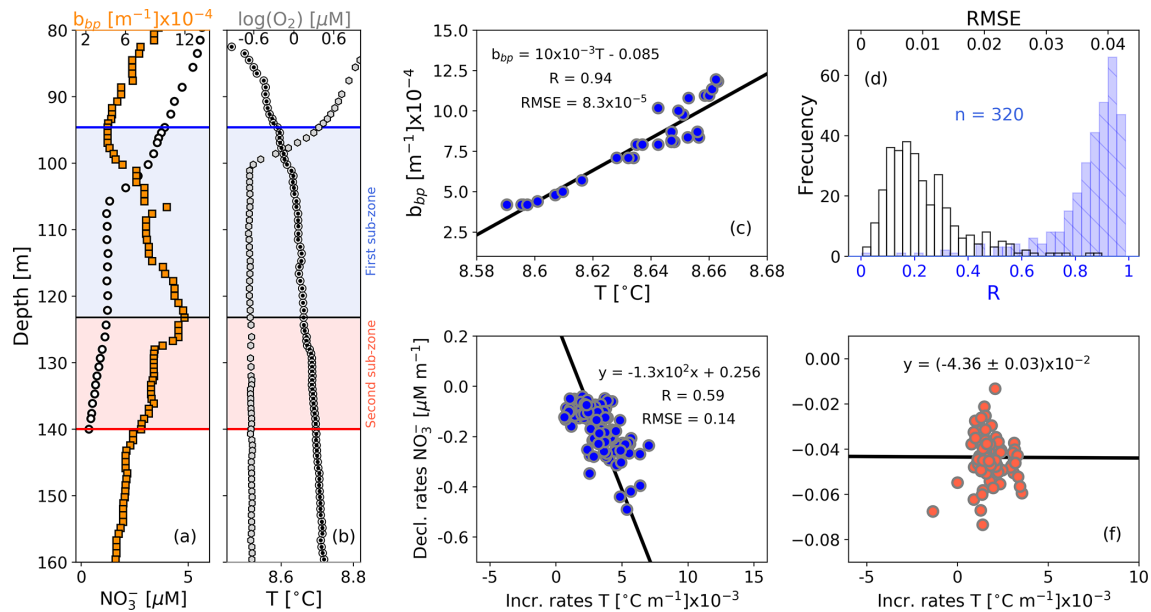 b_bp [m⁻¹]x10⁻⁴
2 6 12
Depth [m]
80
90
100
110
120
130
140
150
160
(a)
0 5
NO₃⁻ [µM]
log(O₂) [µM]
-0.6 0 0.6
First sub-zone
Second sub-zone
(b)
8.6 8.8
T [°C]
b_bp [m⁻¹]x10⁻⁴
15.0
12.5
10.0
7.5
5.0
2.5
b_bp = 10x10⁻³T - 0.085
R = 0.94
RMSE = 8.3x10⁻⁵
(c)
8.58 8.6 8.62 8.64 8.66 8.68
T [°C]
RMSE
0 0.01 0.02 0.03 0.04
Frecuency
60
40
20
0
(d)
n = 320
0 0.2 0.4 0.6 0.8 1
R
Decl. rates NO₃⁻ [µM m⁻¹]
0.2
0.0
−0.2
−0.4
−0.6
y = -1.3x10²x + 0.256
R = 0.59
RMSE = 0.14
−5 0 5 10 15
Incr. rates T [°C m⁻¹]x10⁻³
0.00
−0.02
−0.04
−0.06
−0.08
y = (-4.36 ± 0.03)x10⁻²
(f)
−5 0 5 10
Incr. rates T [°C m⁻¹]x10⁻³